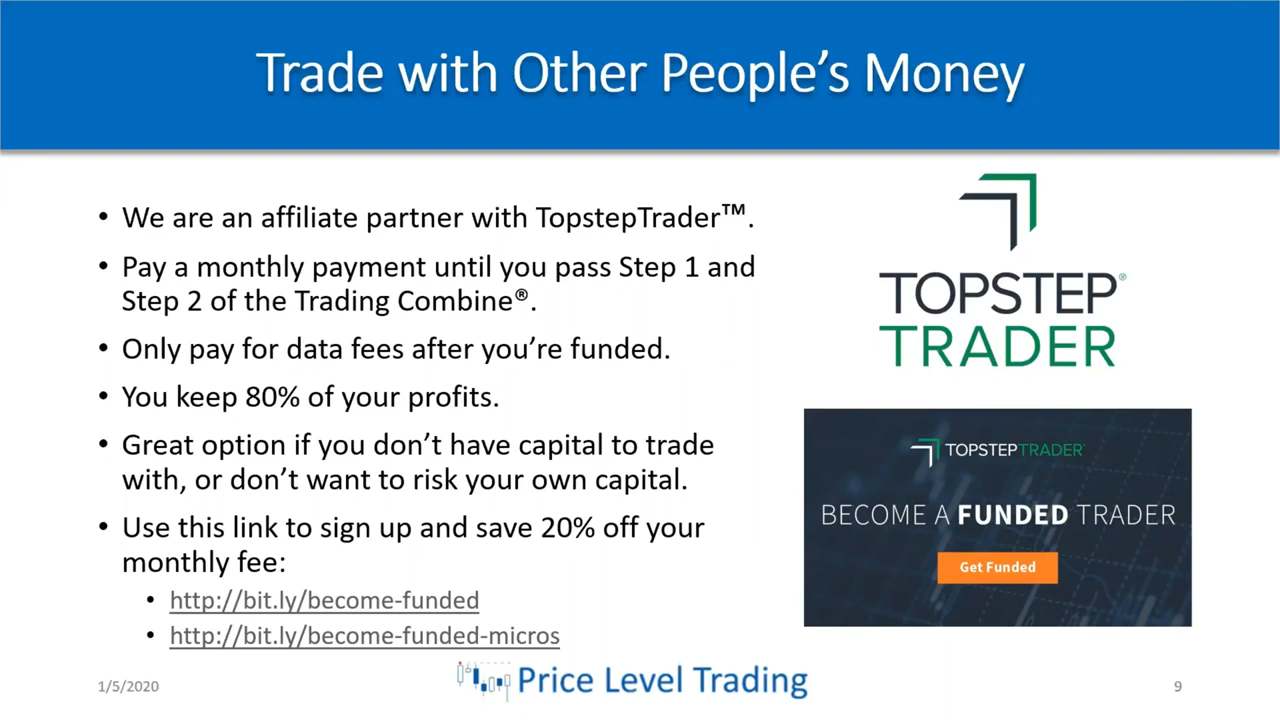 Trade with Other People’s Money
• We are an affiliate partner with TopstepTrader™.
• Pay a monthly payment until you pass Step 1 and
Step 2 of the Trading Combine®.
• Only pay for data fees after you’re funded.
• You keep 80% of your profits.
• Great option if you don’t have capital to trade
with, or don’t want to risk your own capital.
• Use this link to sign up and save 20% off your
monthly fee:
• http://bit.ly/become-funded
• http://bit.ly/become-funded-micros
TOPSTEP®
TRADER
TOPSTEPTRADER®
BECOME A FUNDED TRADER
Get Funded
1/5/2020
Price Level Trading
9